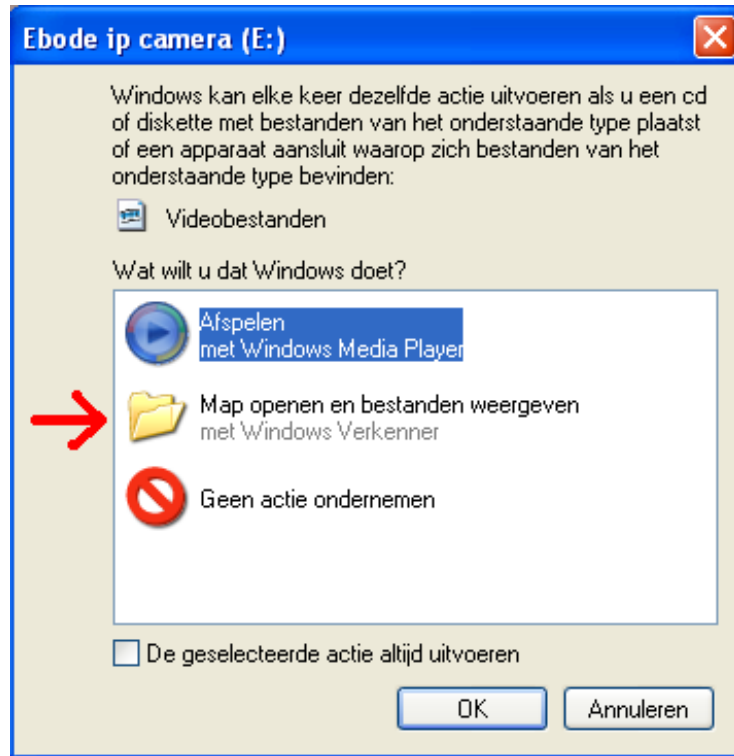 Ebode ip camera (E:)
Windows kan elke keer dezelfde actie uitvoeren als u een cd
of diskette met bestanden van het onderstaande type plaatst
of een apparaat aansluit waarop zich bestanden van het
onderstaande type bevinden:
Videobestanden
Wat wilt u dat Windows doet?
Afspelen
met Windows Media Player
Map openen en bestanden weergeven
met Windows Verkenner
Geen actie ondernemen
De geselecteerde actie altijd uitvoeren
OK
Annuleren